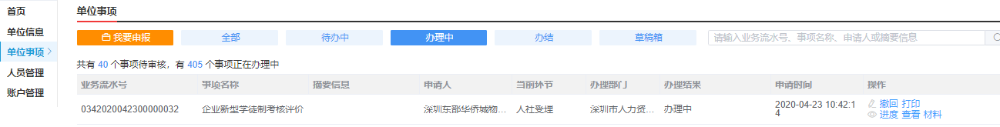 首页
单位信息
单位事项
人员管理
账户管理
单位事项
我要申报 全部 待办中 办理中 办结 草稿箱 请输入业务流水号、事项名称、申请人或摘要信息
共有 40 个事项待审核，有 405 个事项正在办理中
业务流水号 事项名称 摘要信息 申请人 当前环节 办理部门 办理结果 申请时间 操作
0342020042300000032 企业新型学徒制考核评价 深圳东部华侨城物... 人社受理 深圳市人力资... 办理中 2020-04-23 10:42:1 撤回 打印
4 进度 查看 材料